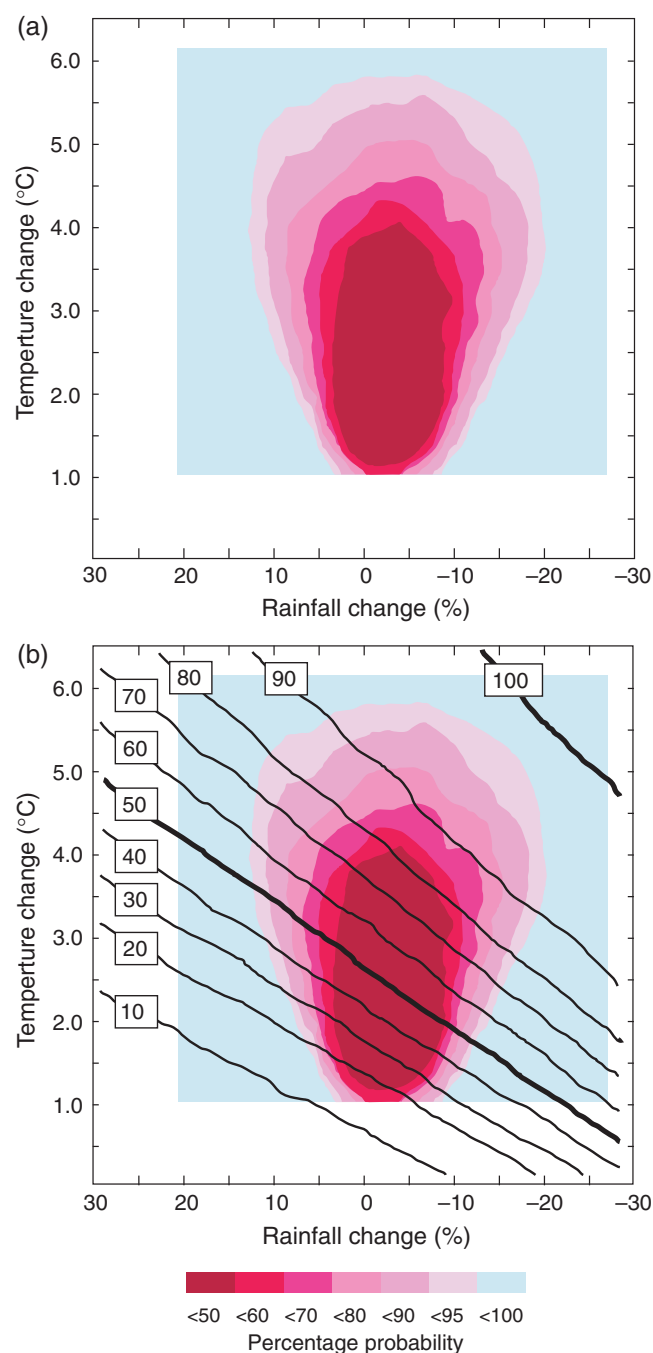 (a)
6.0
5.0
4.0
3.0
2.0
1.0
Temperture change (°C)
30 20 10 0 –10 –20 –30
Rainfall change (%)
(b)
6.0
5.0
4.0
3.0
2.0
1.0
Temperture change (°C)
80 90 100
70
60
50
40
30
20
10
30 20 10 0 –10 –20 –30
Rainfall change (%)
<50 <60 <70 <80 <90 <95 <100
Percentage probability